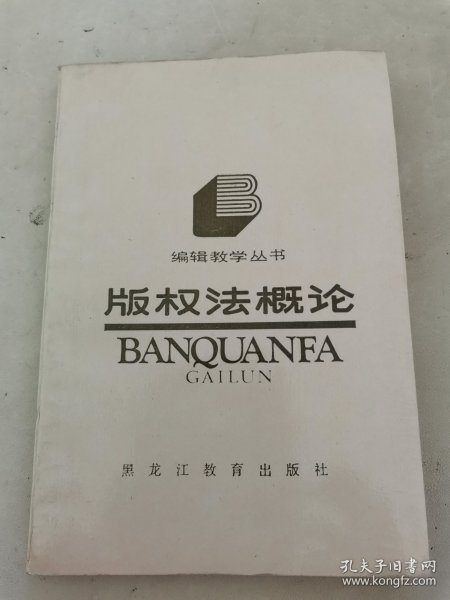 编辑教学丛书
版权法概论
BANQUANFA
GAILUN
黑龙江教育出版社
孔夫子旧书网
www.kongfz.com